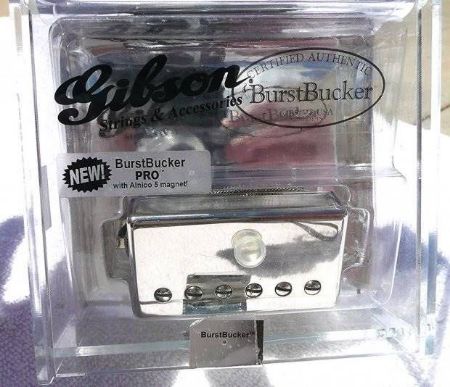 Gibson
Strings & Accessories
CERTIFIED AUTHENTIC
BurstBucker
NEW!
BurstBucker
PRO
with Alnico 5 magnet!
BurstBucker